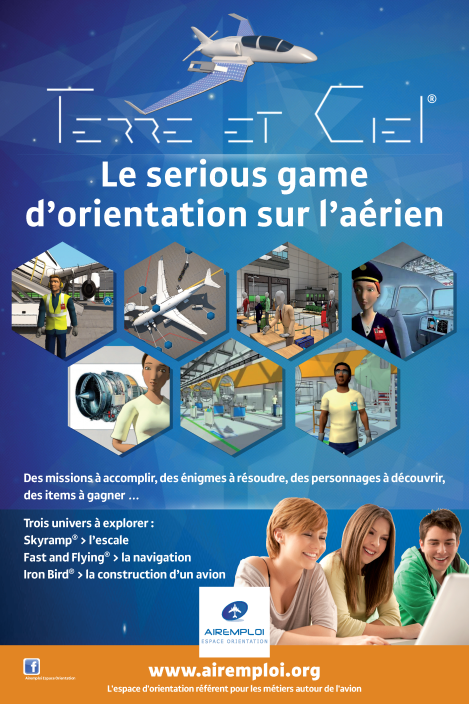 Terre et Ciel®
Le serious game
d'orientation sur l'aérien
Des missions à accomplir, des énigmes à résoudre, des personnages à découvrir,
des items à gagner ...
Trois univers à explorer :
Skyramp® > l'escale
Fast and Flying® > la navigation
Iron Bird® > la construction d'un avion
AIREMPLOI
ESPACE ORIENTATION
f
Airemploi Espace Orientation
www.airemploi.org
L'espace d'orientation référent pour les métiers autour de l'avion